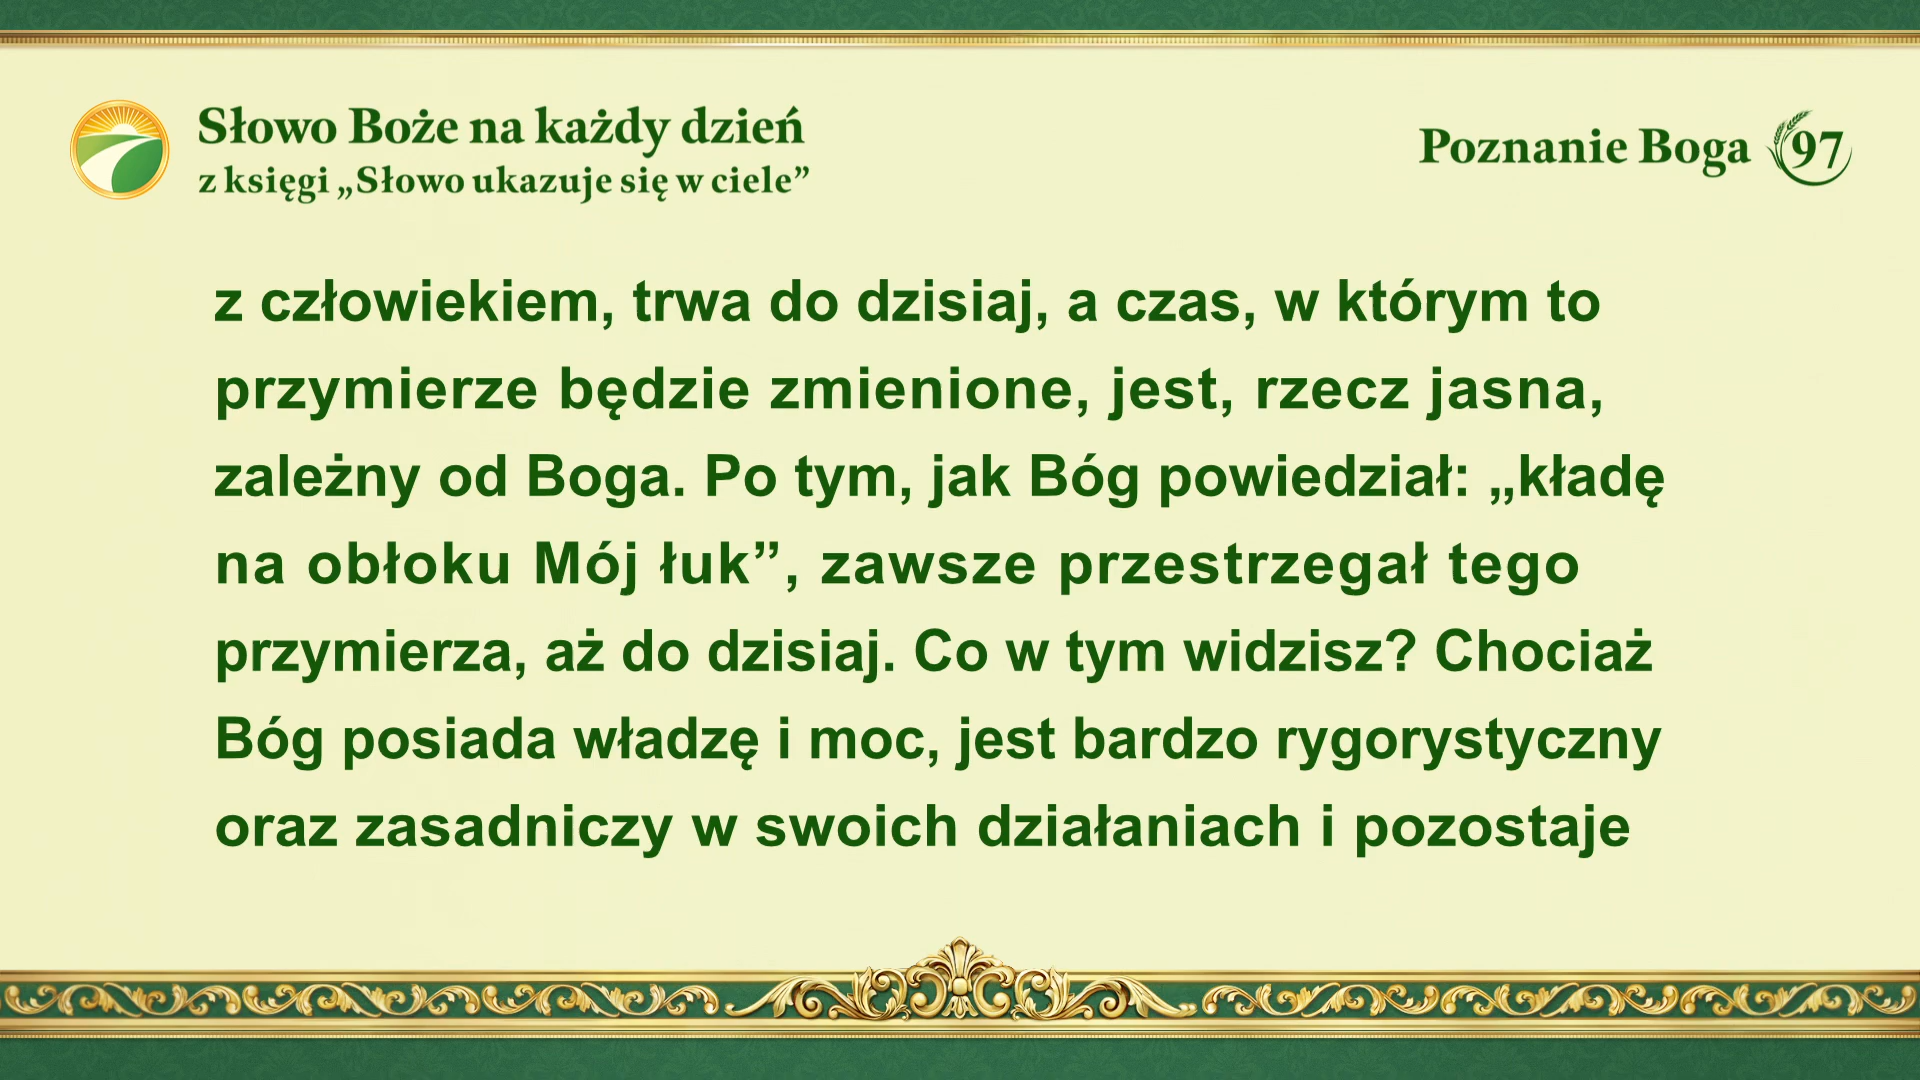 Słowo Boże na każdy dzień
z księgi „Słowo ukazuje się w ciele”
Poznanie Boga 97
z człowiekiem, trwa do dzisiaj, a czas, w którym to
przymierze będzie zmienione, jest, rzecz jasna,
zależny od Boga. Po tym, jak Bóg powiedział: „kładę
na obłoku Mój łuk”, zawsze przestrzegał tego
przymierza, aż do dzisiaj. Co w tym widzisz? Chociaż
Bóg posiada władzę i moc, jest bardzo rygorystyczny
oraz zasadniczy w swoich działaniach i pozostaje